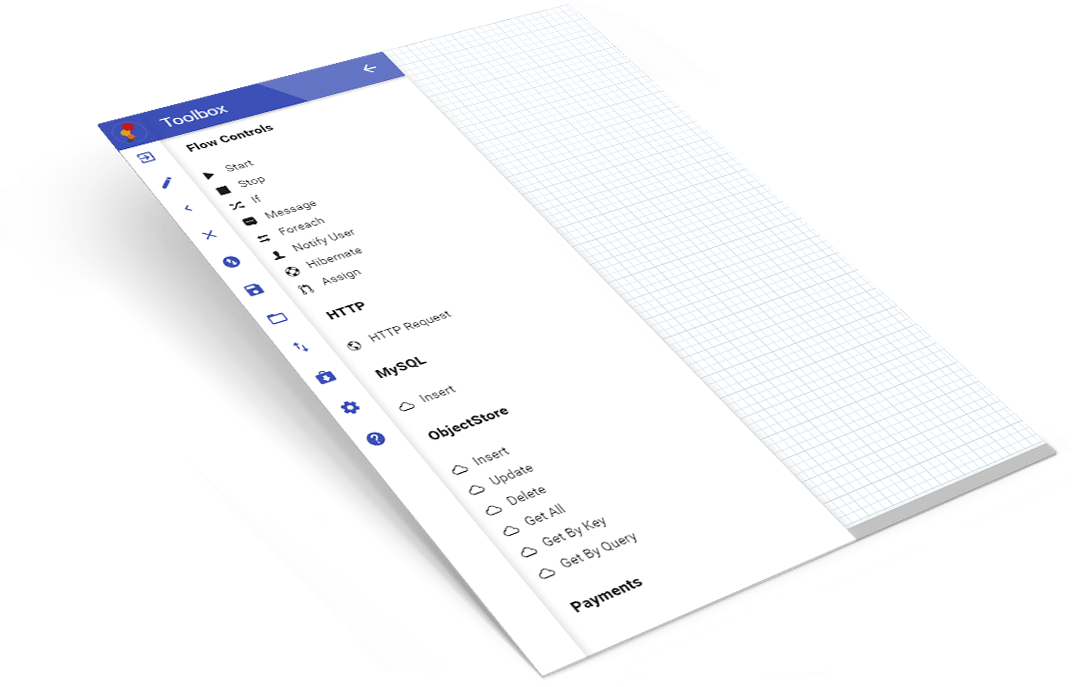 Toolbox
Flow Controls
Start
Stop
If
Message
Foreach
Notify User
Hibernate
Assign
HTTP
HTTP Request
MySQL
Insert
ObjectStore
Insert
Update
Delete
Get All
Get By Key
Get By Query
Payments